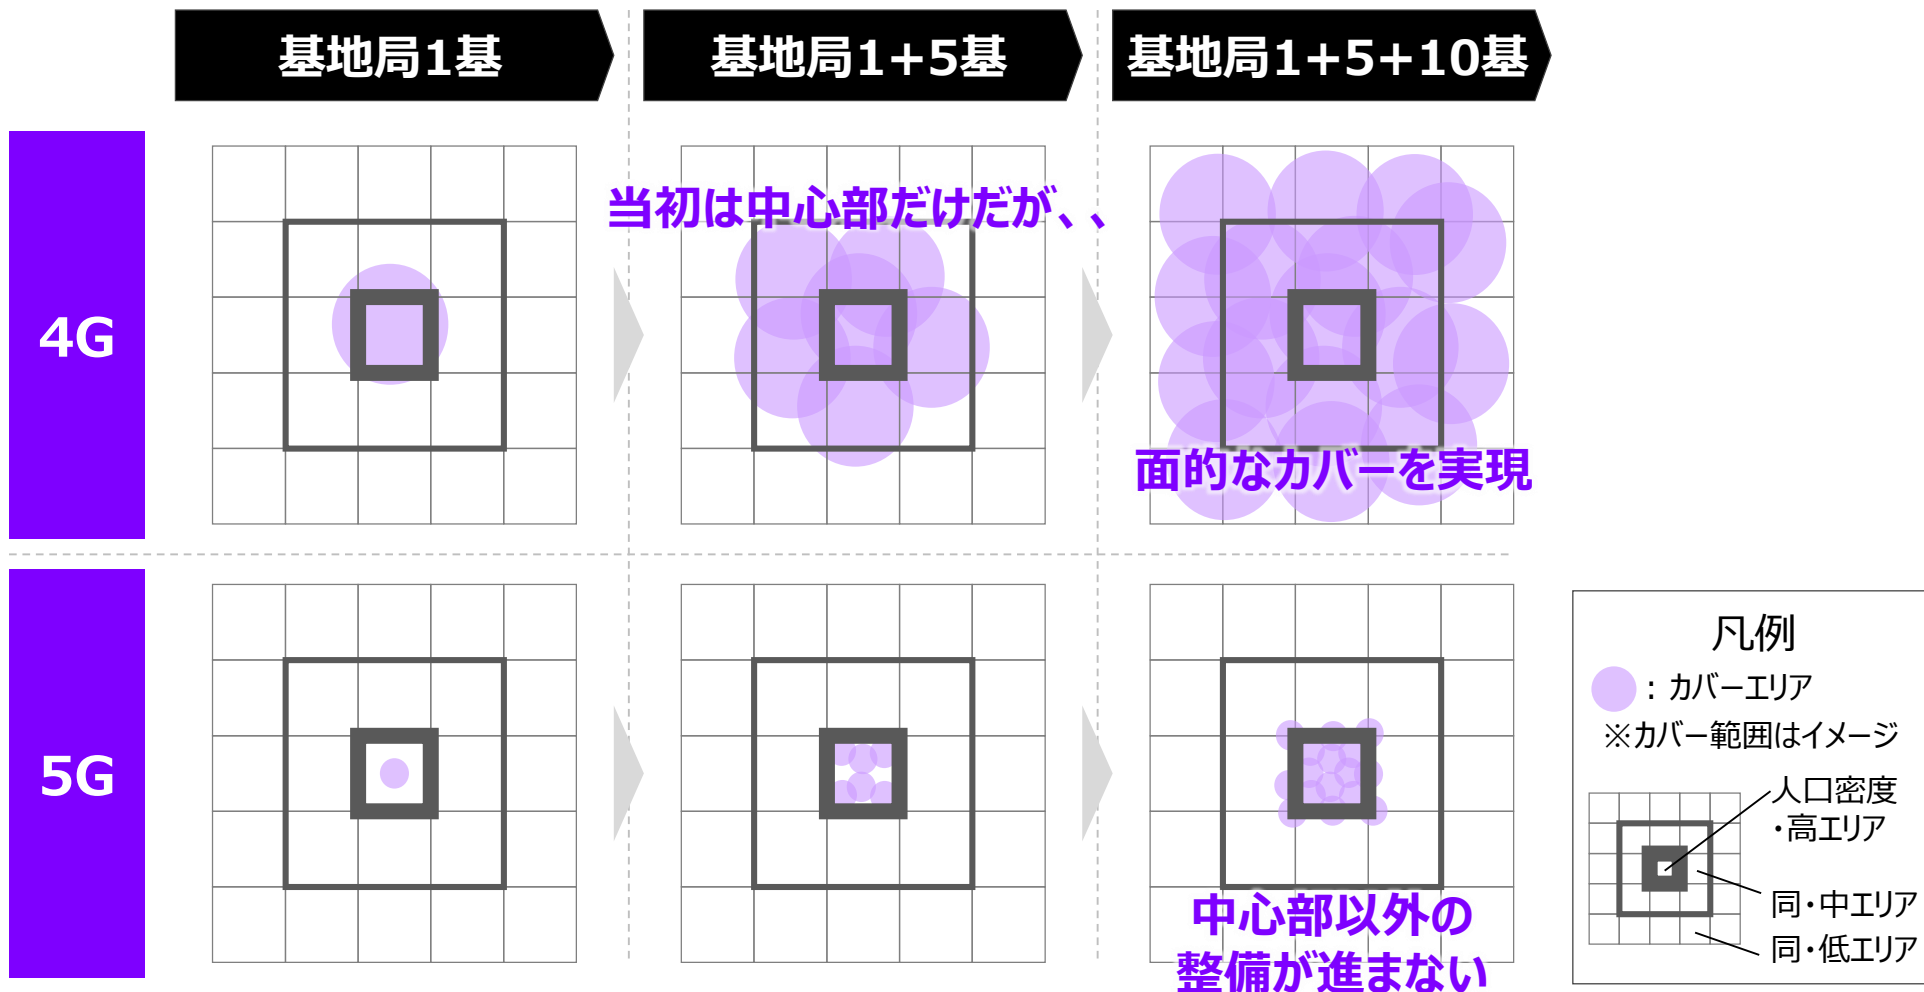 基地局1基
基地局1+5基
基地局1+5+10基
4G
当初は中心部だけだが、、
面的なカバーを実現
5G
中心部以外の
整備が進まない
凡例
：カバーエリア
※カバー範囲はイメージ
人口密度
・高エリア
同・中エリア
同・低エリア